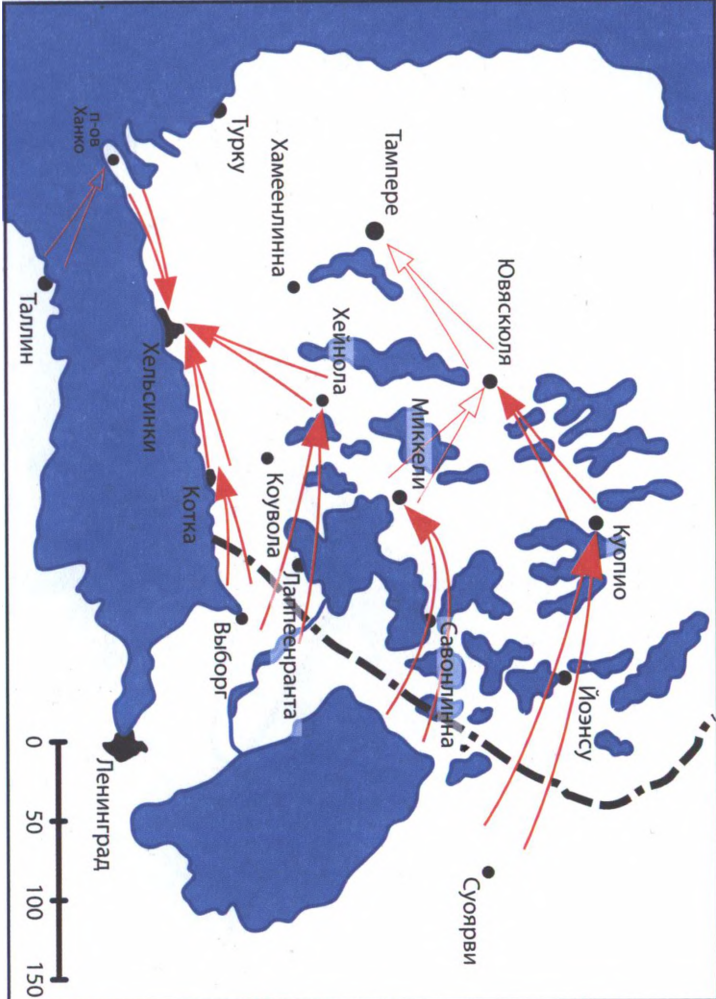 Куопио
Йоэнсу
Ювяскюля
Суоярви
Савонлинна
Миккели
Тампере
Хейнола
Лаппеенранта
Хамеенлинна
Коувола
Турку
Выборг
Котка
Хельсинки
Ленинград
п-ов
Ханко
0 50 100 150
Таллин